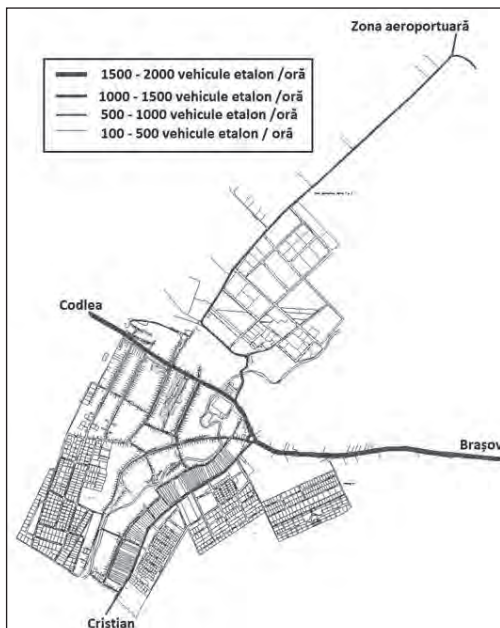 Zona aeroportuară
1500 - 2000 vehicule etalon /oră
1000 - 1500 vehicule etalon/oră
500 - 1000 vehicule etalon/oră
100 - 500 vehicule etalon / oră
Codlea
Brașov
Cristian